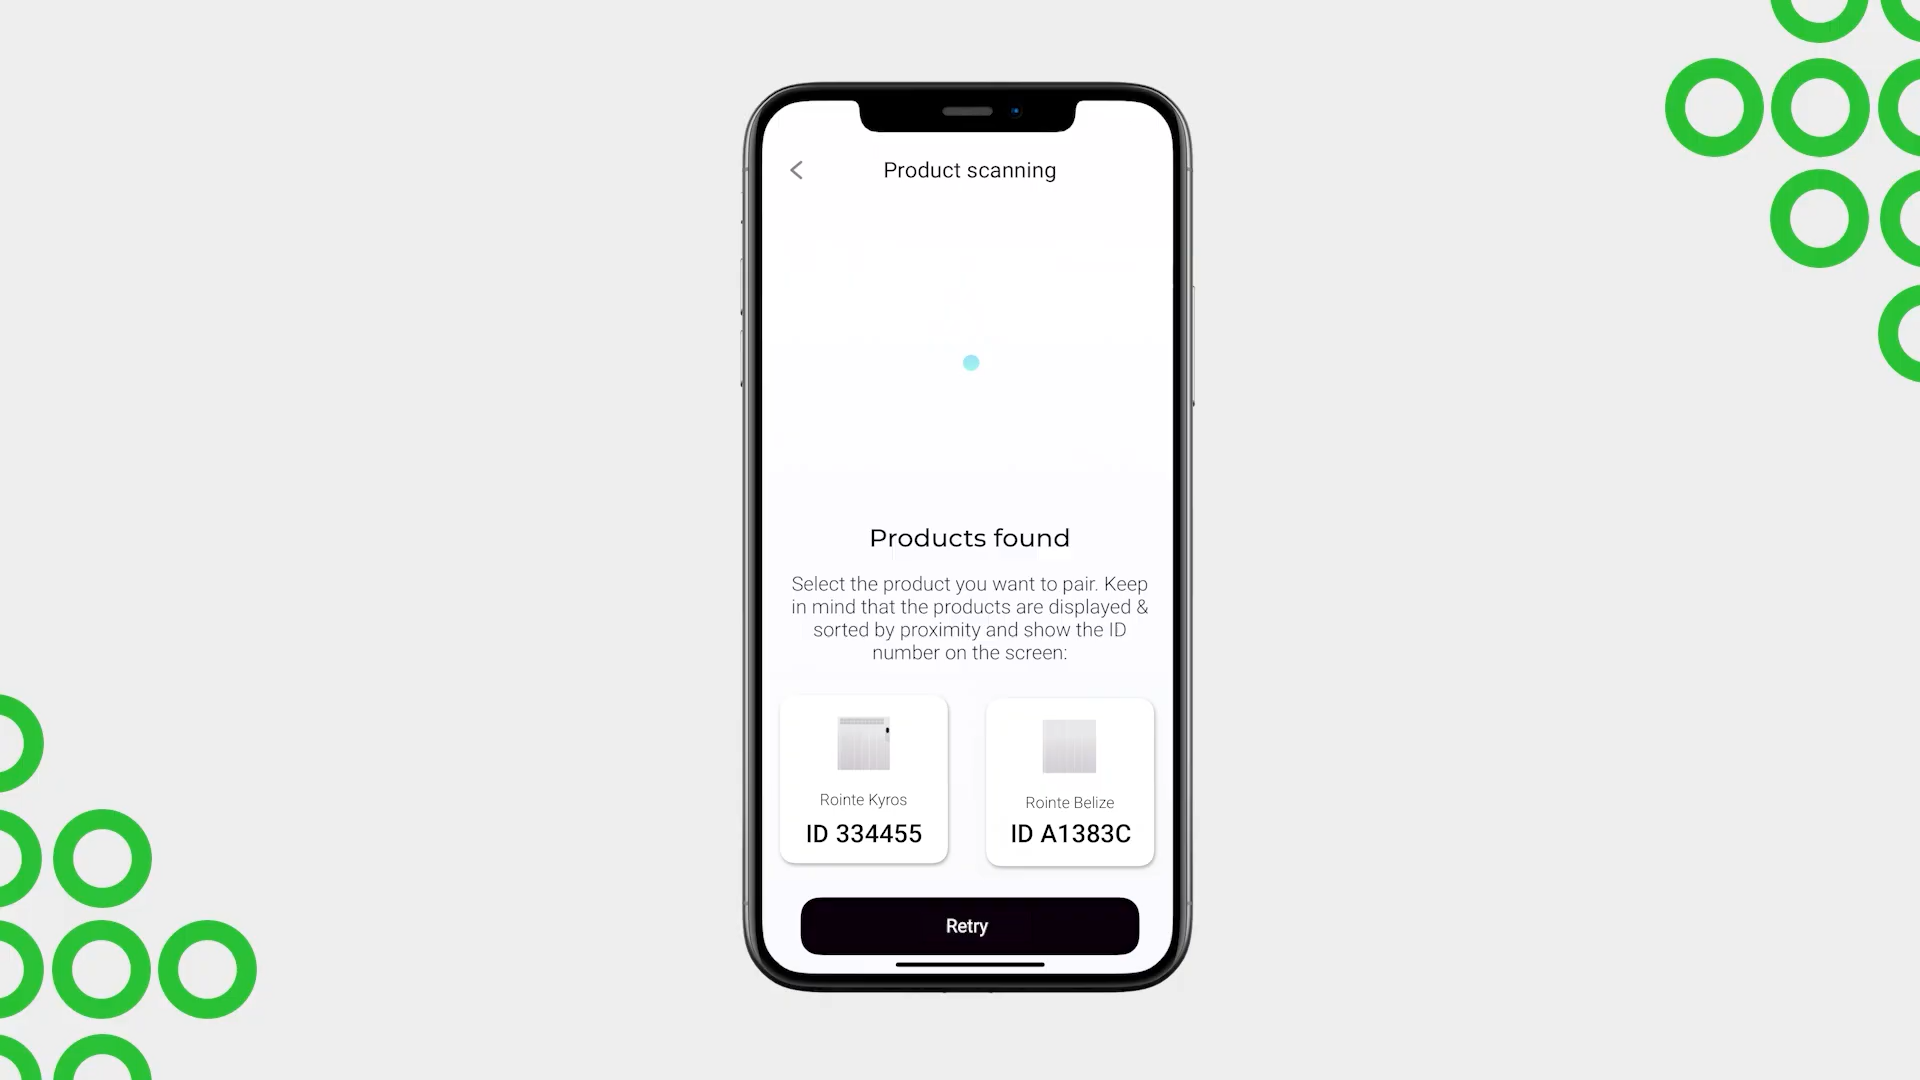 Product scanning
Products found
Select the product you want to pair. Keep
in mind that the products are displayed &
sorted by proximity and show the ID
number on the screen:
Rointe Kyros
ID 334455
Rointe Belize
ID A1383C
Retry